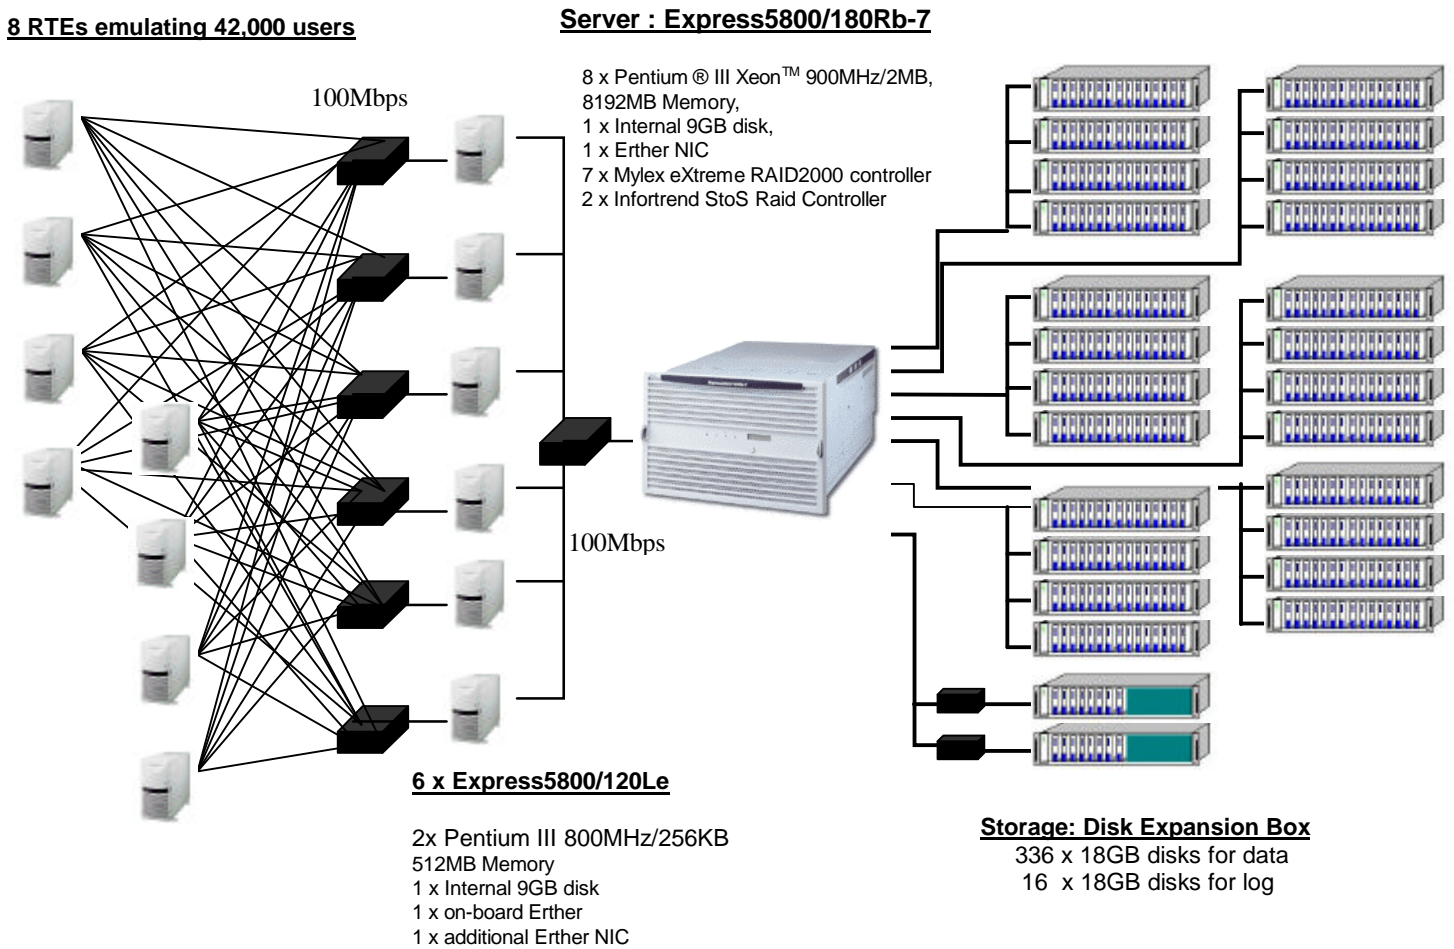 8 RTEs emulating 42,000 users
Server : Express5800/180Rb-7
8 x Pentium ® III Xeon™ 900MHz/2MB,
8192MB Memory,
1 x Internal 9GB disk,
1 x Erther NIC
7 x Mylex eXtreme RAID2000 controller
2 x Infortrend StoS Raid Controller
100Mbps
100Mbps
6 x Express5800/120Le
2x Pentium III 800MHz/256KB
512MB Memory
1 x Internal 9GB disk
1 x on-board Erther
1 x additional Erther NIC
Storage: Disk Expansion Box
336 x 18GB disks for data
16 x 18GB disks for log